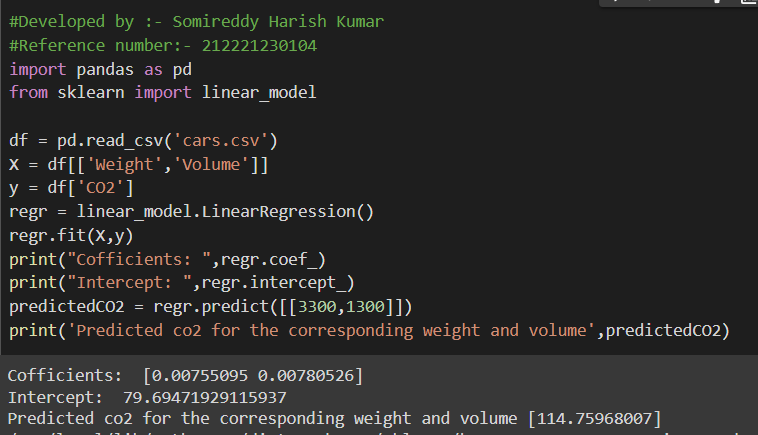 #Developed by :- Somireddy Harish Kumar
#Reference number:- 212221230104
import pandas as pd
from sklearn import linear_model
df = pd.read_csv('cars.csv')
X = df[['Weight','Volume']]
y = df['CO2']
regr = linear_model.LinearRegression()
regr.fit(X,y)
print("Cofficients: ",regr.coef_)
print("Intercept: ",regr.intercept_)
predictedCO2 = regr.predict([[3300,1300]])
print('Predicted co2 for the corresponding weight and volume',predictedCO2)
Cofficients:  [0.00755095 0.00780526]
Intercept:  79.69471929115937
Predicted co2 for the corresponding weight and volume [114.75968007]